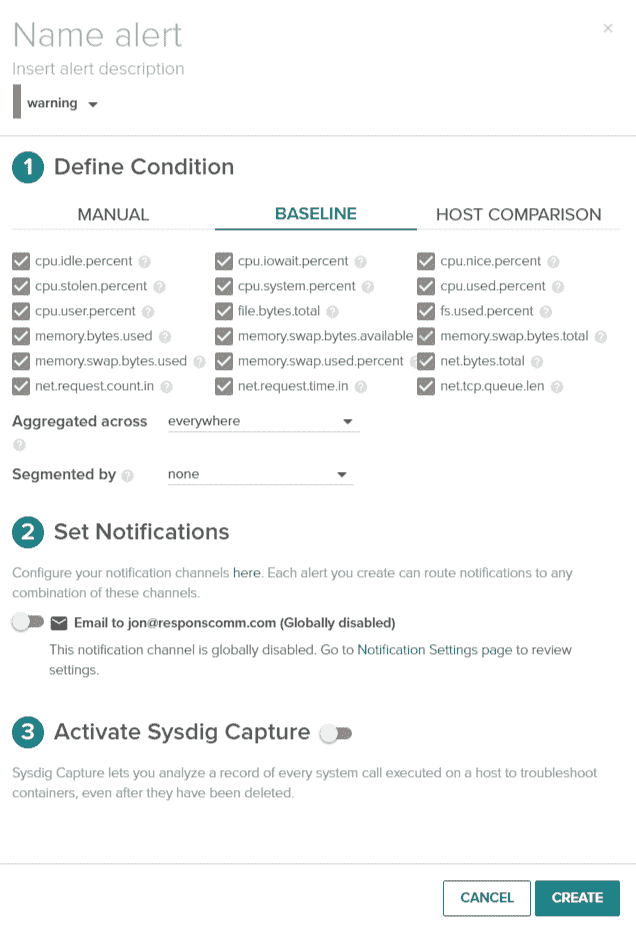 Name alert
×
Insert alert description
warning
1 Define Condition
MANUAL BASELINE HOST COMPARISON
cpu.idle.percent ? cpu.iowait.percent ? cpu.nice.percent ?
cpu.stolen.percent ? cpu.system.percent ? cpu.used.percent ?
cpu.user.percent ? file.bytes.total ? fs.used.percent ?
memory.bytes.used ? memory.swap.bytes.available memory.swap.bytes.total ?
memory.swap.bytes.used ? memory.swap.used.percent ? net.bytes.total ?
net.request.count.in ? net.request.time.in ? net.tcp.queue.len ?
Aggregated across everywhere
?
Segmented by ? none
2 Set Notifications
Configure your notification channels here. Each alert you create can route notifications to any
combination of these channels.
Email to jon@responscomm.com (Globally disabled)
This notification channel is globally disabled. Go to Notification Settings page to review
settings.
3 Activate Sysdig Capture
Sysdig Capture lets you analyze a record of every system call executed on a host to troubleshoot
containers, even after they have been deleted.
CANCEL CREATE